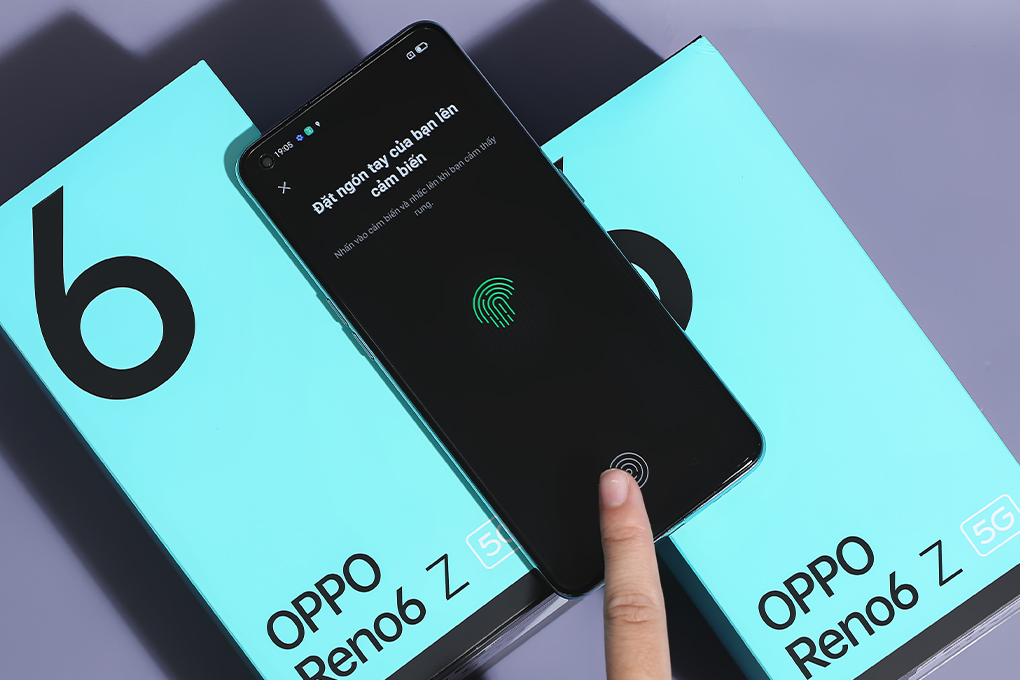 19:05
Đặt ngón tay của bạn lên
cảm biến
Nhấn vào cảm biến và nhấc lên khi bạn cảm thấy
rung.
6
OPPO
Reno6 Z 5G
6
OPPO
Reno6 Z 5G